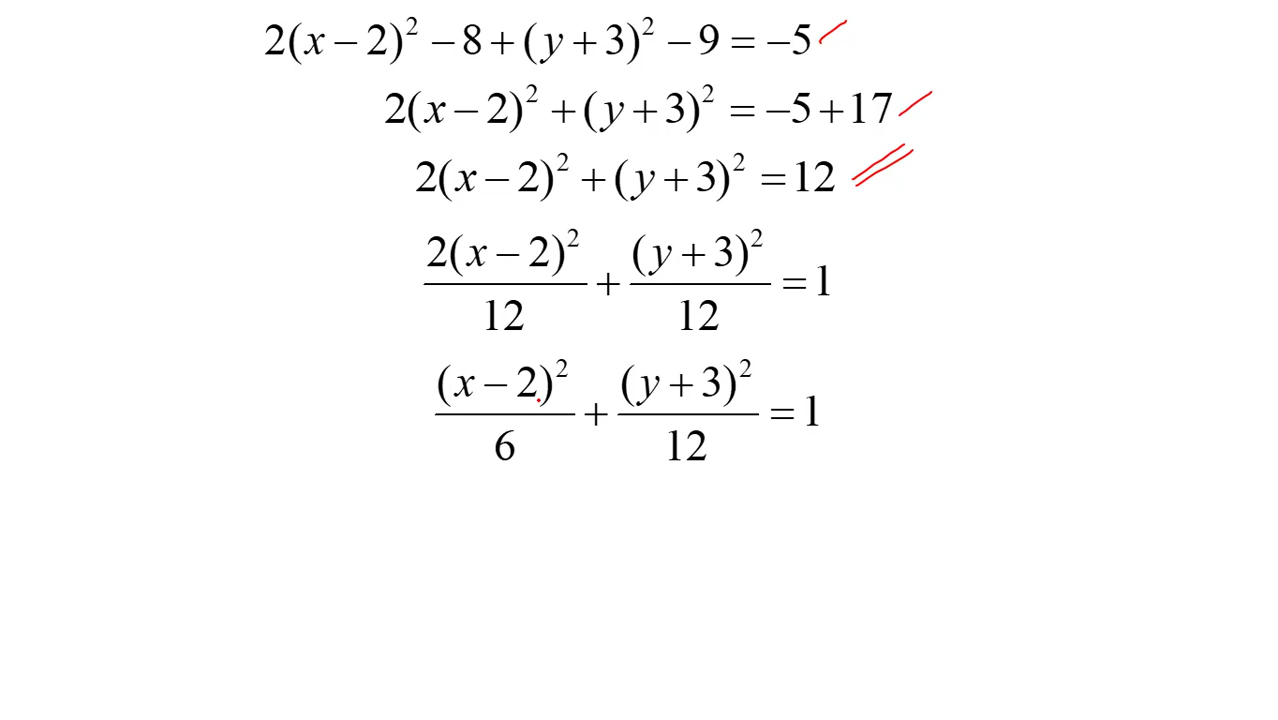 2(x − 2)² − 8 + (y + 3)² − 9 = −5
2(x − 2)² + (y + 3)² = −5 + 17
2(x − 2)² + (y + 3)² = 12
2(x − 2)²/12 + (y + 3)²/12 = 1
(x − 2)²/6 + (y + 3)²/12 = 1